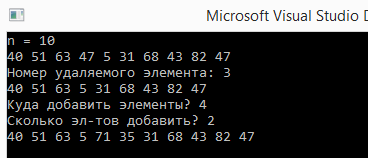 Microsoft Visual Studio D
n = 10
40 51 63 47 5 31 68 43 82 47
Номер удаляемого элемента: 3
40 51 63 5 31 68 43 82 47
Куда добавить элементы? 4
Сколько эл-тов добавить? 2
40 51 63 5 71 35 31 68 43 82 47